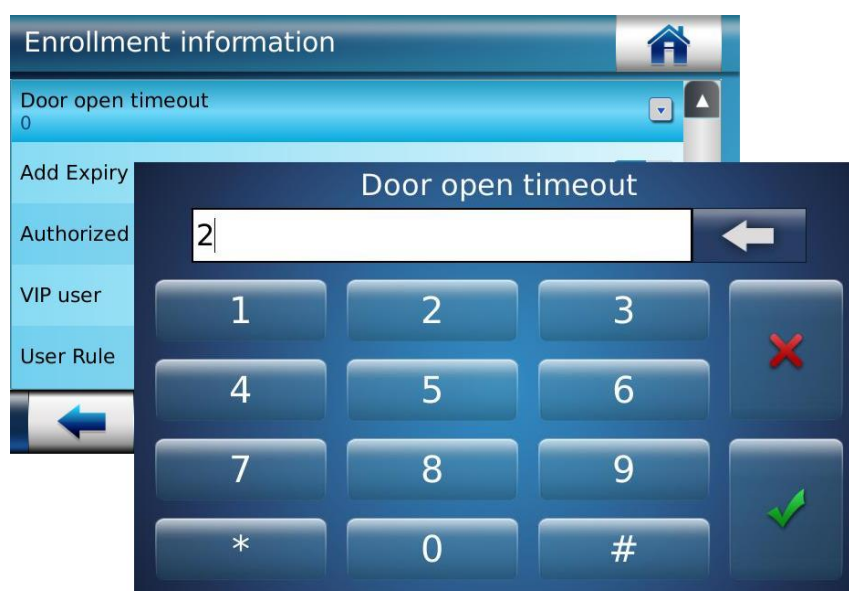 Enrollment information
Door open timeout
0
Add Expiry
Authorized
VIP user
User Rule
Door open timeout
2
1 2 3
4 5 6
7 8 9
* 0 #